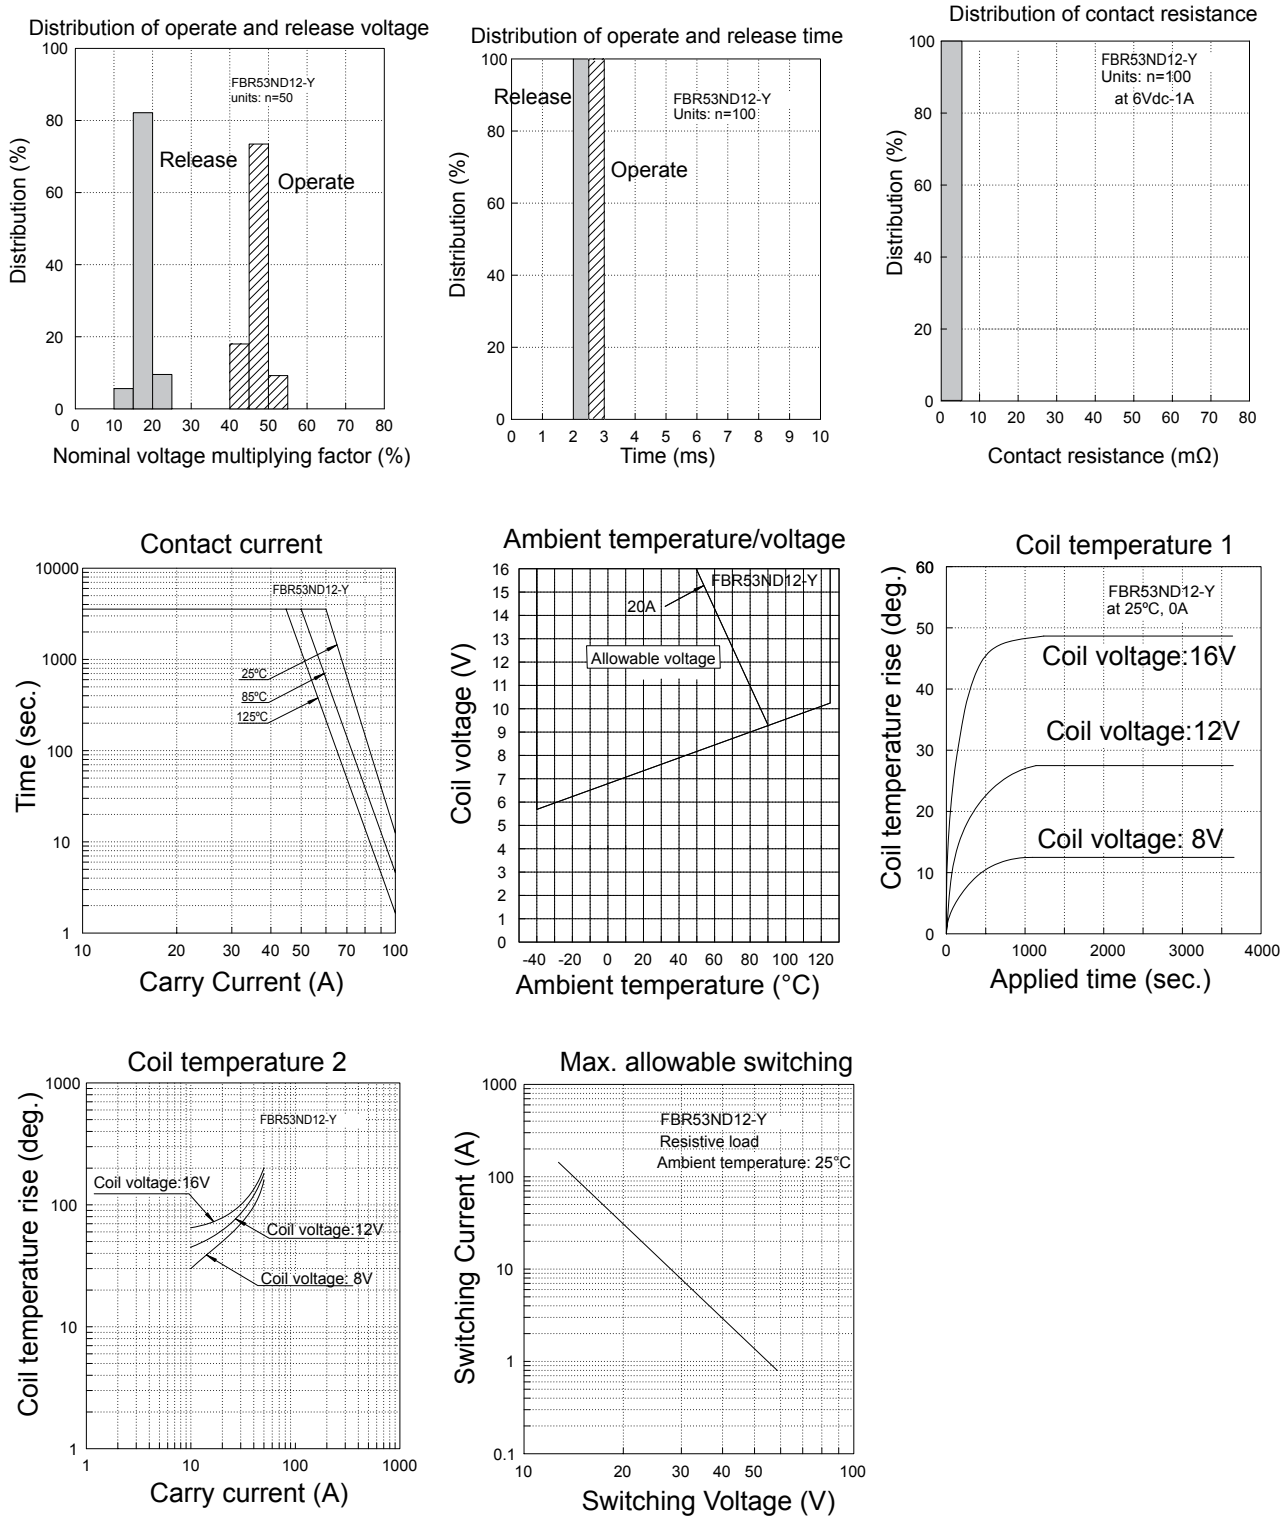 Distribution of operate and release voltage
100
80
60
40
20
0
Distribution (%)
FBR53ND12-Y
units: n=50
Release
Operate
0 10 20 30 40 50 60 70 80
Nominal voltage multiplying factor (%)
Distribution of operate and release time
100
80
60
40
20
0
Distribution (%)
Release
FBR53ND12-Y
Units: n=100
Operate
0 1 2 3 4 5 6 7 8 9 10
Time (ms)
Distribution of contact resistance
100
80
60
40
20
0
Distribution (%)
FBR53ND12-Y
Units: n=100
at 6Vdc-1A
0 10 20 30 40 50 60 70 80
Contact resistance (mΩ)
Contact current
10000
1000
100
10
1
Time (sec.)
FBR53ND12-Y
25ºC
85ºC
125ºC
10 20 30 40 50 70 100
Carry Current (A)
Ambient temperature/voltage
16
15
14
13
12
11
10
9
8
7
6
5
4
3
2
1
0
Coil voltage (V)
FBR53ND12-Y
20A
Allowable voltage
-40 -20 0 20 40 60 80 100 120
Ambient temperature (°C)
Coil temperature 1
60
50
40
30
20
10
0
Coil temperature rise (deg.)
FBR53ND12-Y
at 25ºC, 0A
Coil voltage:16V
Coil voltage:12V
Coil voltage: 8V
0 1000 2000 3000 4000
Applied time (sec.)
Coil temperature 2
1000
100
10
1
Coil temperature rise (deg.)
FBR53ND12-Y
Coil voltage:16V
Coil voltage:12V
Coil voltage: 8V
1 10 100 1000
Carry current (A)
Max. allowable switching
1000
100
10
1
0.1
Switching Current (A)
FBR53ND12-Y
Resistive load
Ambient temperature: 25°C
10 20 30 40 50 100
Switching Voltage (V)